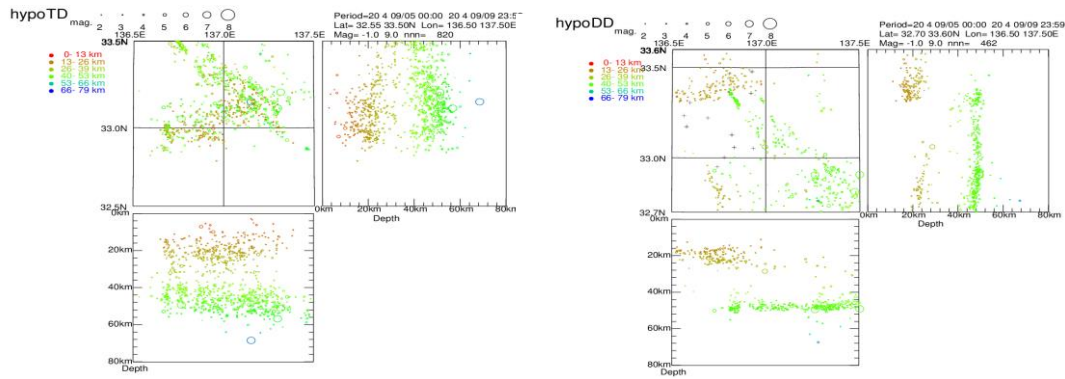 hypoTD
mag. 2 3 4 5 6 7 8
Period=20 4 09/05 00:00 20 4 09/09 23:5
Lat= 32.55 33.50N Lon= 136.50 137.50E
Mag= -1.0 9.0 nnn= 820
136.5E 137.0E 137.5E
33.5N
0- 13 km
13- 26 km
26- 39 km
40- 53 km
53- 66 km
66- 79 km
33.0N
32.5N
0km 20km 40km 60km 80km
Depth
0km
20km
40km
60km
80km
Depth
hypoDD
mag. 2 3 4 5 6 7 8
Period=20 4 09/05 00:00 20 4 09/09 23:59
Lat= 32.70 33.60N Lon= 136.50 137.50E
Mag= -1.0 9.0 nnn= 462
136.5E 137.0E 137.5E
33.6N
33.5N
0- 13 km
13- 26 km
26- 39 km
40- 53 km
53- 66 km
66- 79 km
33.0N
32.7N
0km 20km 40km 60km 80km
Depth
20km
40km
60km
80km
Depth